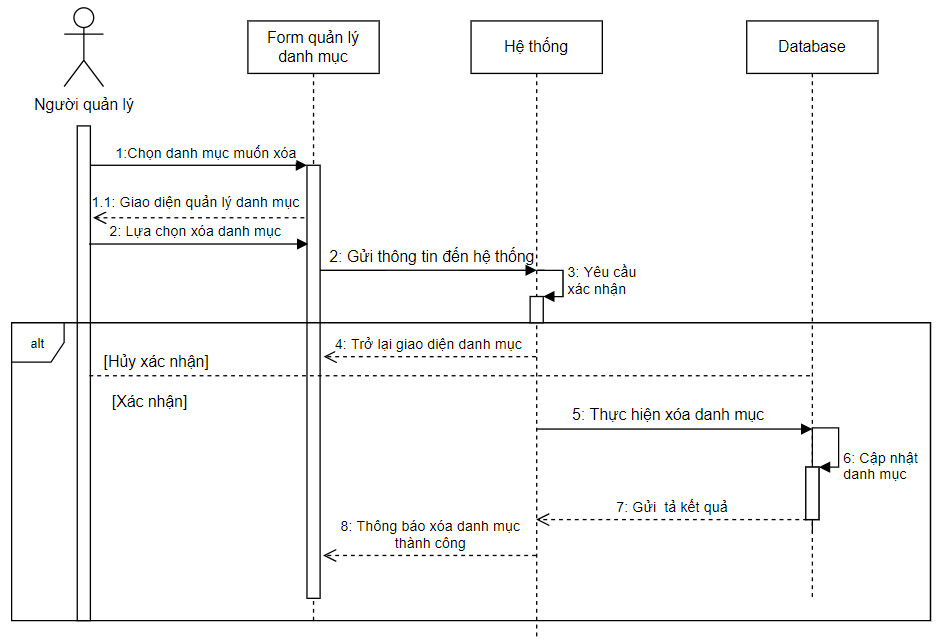 Form quản lý
danh mục
Hệ thống
Database
Người quản lý
1:Chọn danh mục muốn xóa
1.1: Giao diện quản lý danh mục
2: Lựa chọn xóa danh mục
2: Gửi thông tin đến hệ thống
3: Yêu cầu
xác nhận
alt
4: Trở lại giao diện danh mục
[Hủy xác nhận]
[Xác nhận]
5: Thực hiện xóa danh mục
6: Cập nhật
danh mục
7: Gửi tả kết quả
8: Thông báo xóa danh mục
thành công